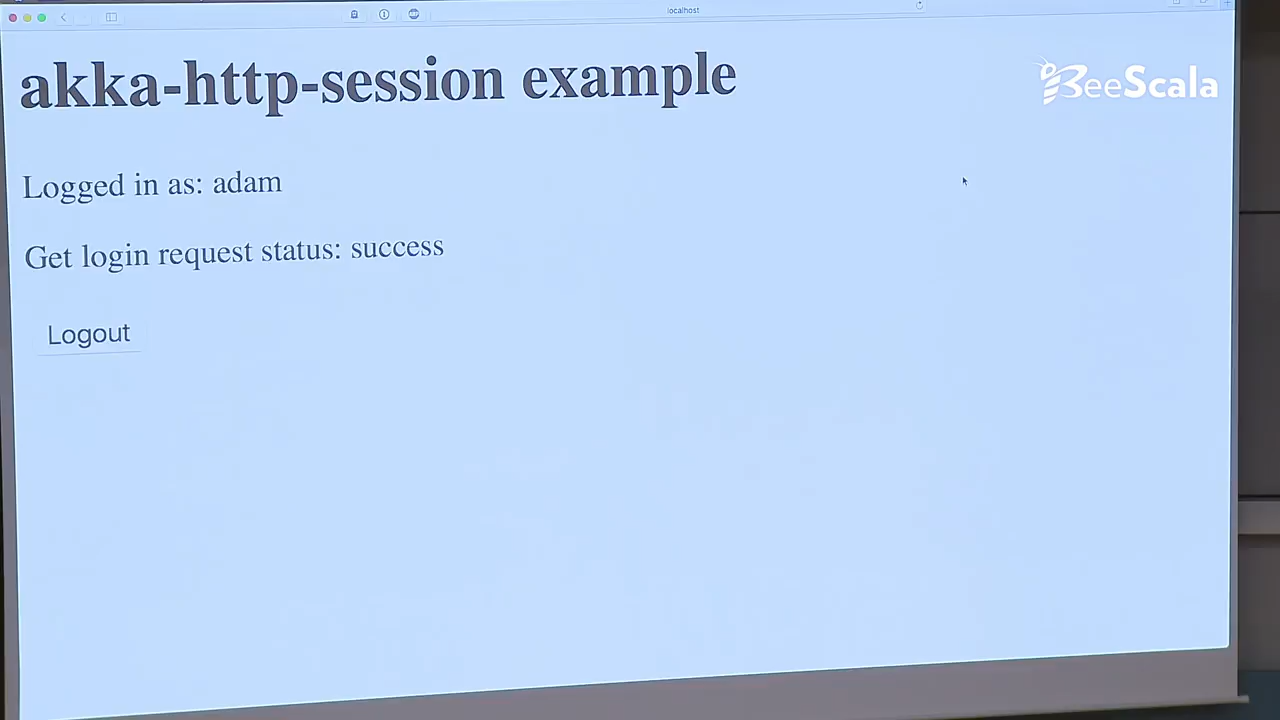 localhost
akka-http-session example
BeeScala
Logged in as: adam
Get login request status: success
Logout